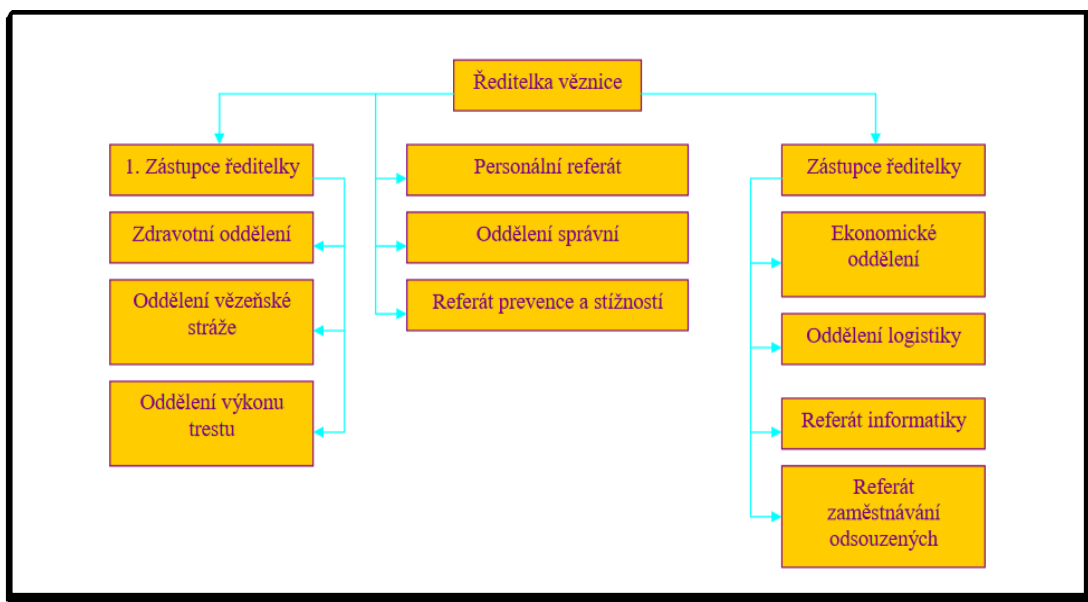 Ředitelka věznice
1. Zástupce ředitelky
Zdravotní oddělení
Oddělení vězeňské
stráže
Oddělení výkonu
trestu
Personální referát
Oddělení správní
Referát prevence a stížností
Zástupce ředitelky
Ekonomické
oddělení
Oddělení logistiky
Referát informatiky
Referát
zaměstnávání
odsouzených